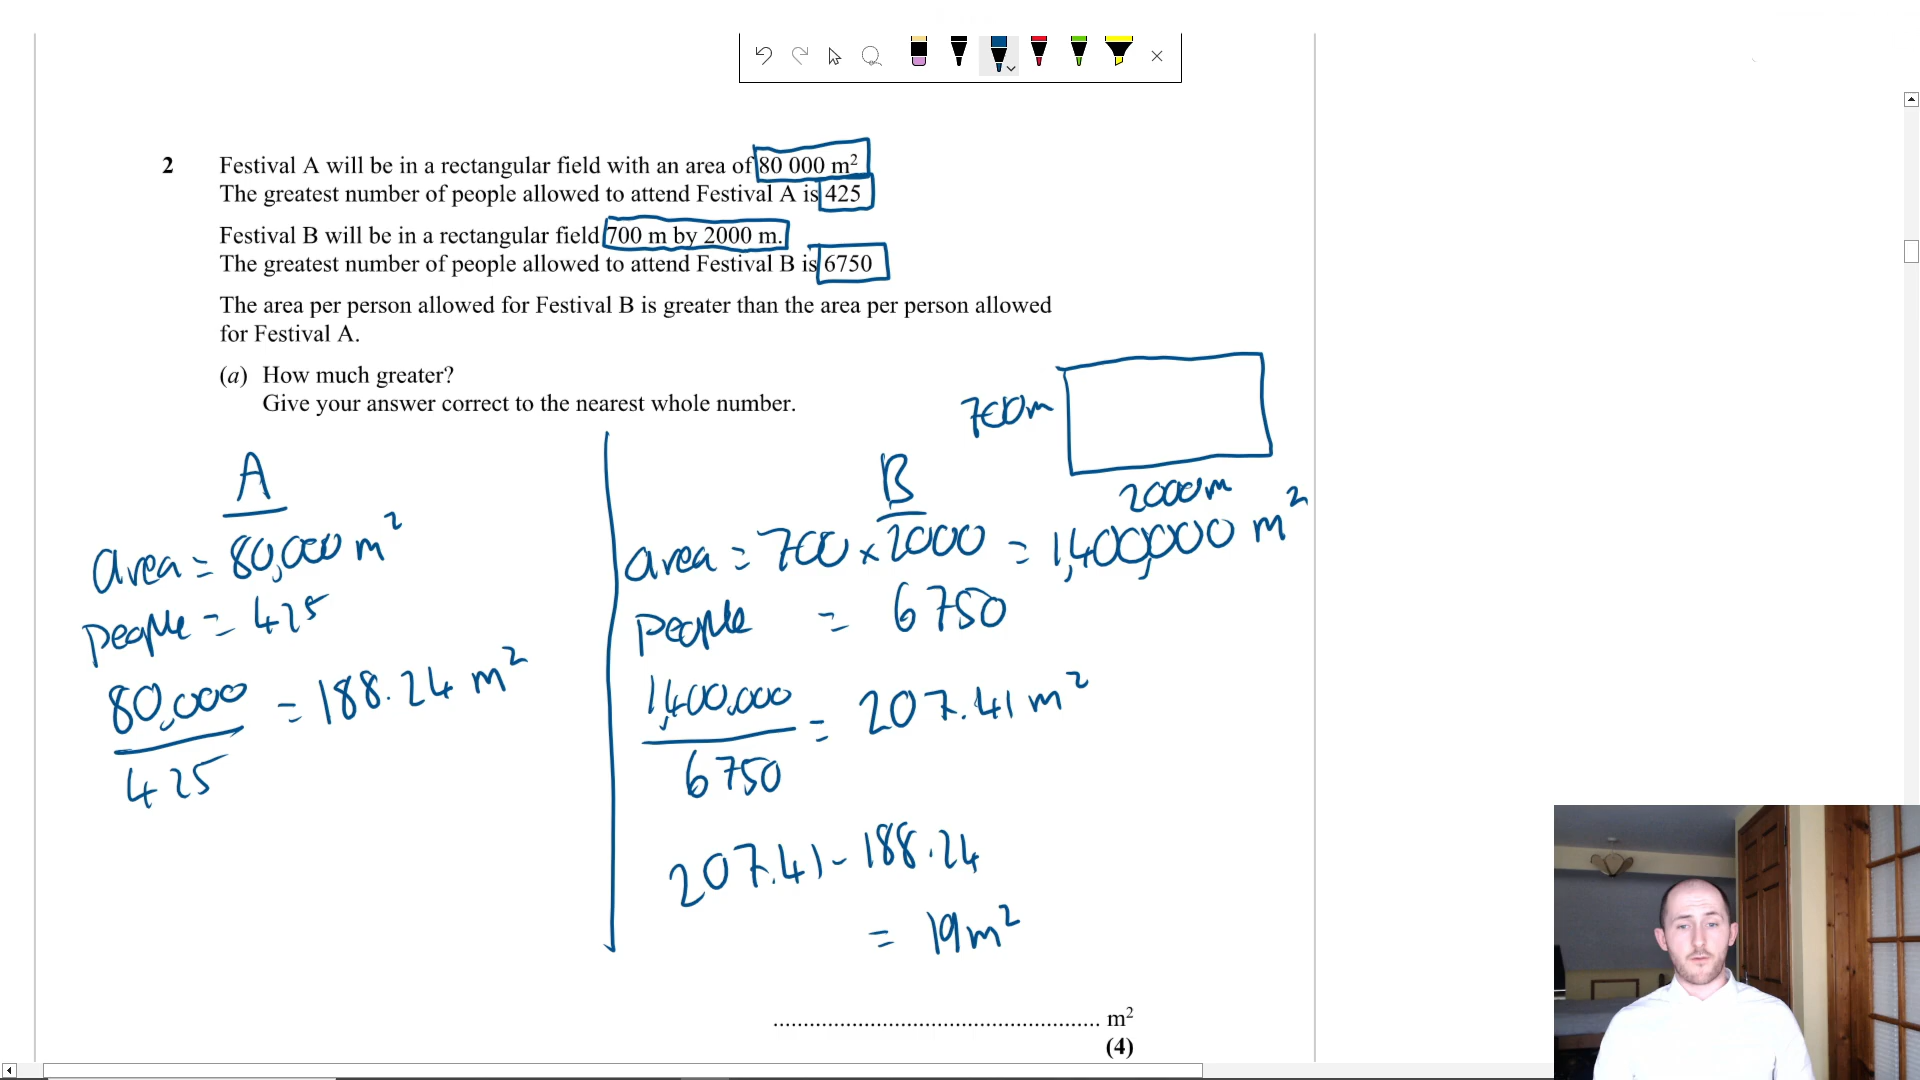 2 Festival A will be in a rectangular field with an area of 80 000 m²
The greatest number of people allowed to attend Festival A is 425
Festival B will be in a rectangular field 700 m by 2000 m.
The greatest number of people allowed to attend Festival B is 6750
The area per person allowed for Festival B is greater than the area per person allowed
for Festival A.
(a) How much greater?
Give your answer correct to the nearest whole number.
700m
2000m
A
area = 80,000 m²
people = 425
80,000
425
= 188.24 m²
B
area = 700 × 2000 = 1,400,000 m²
people = 6750
1,400,000
6750
= 207.41 m²
207.41 - 188.24
= 19m²
.................................................... m²
(4)